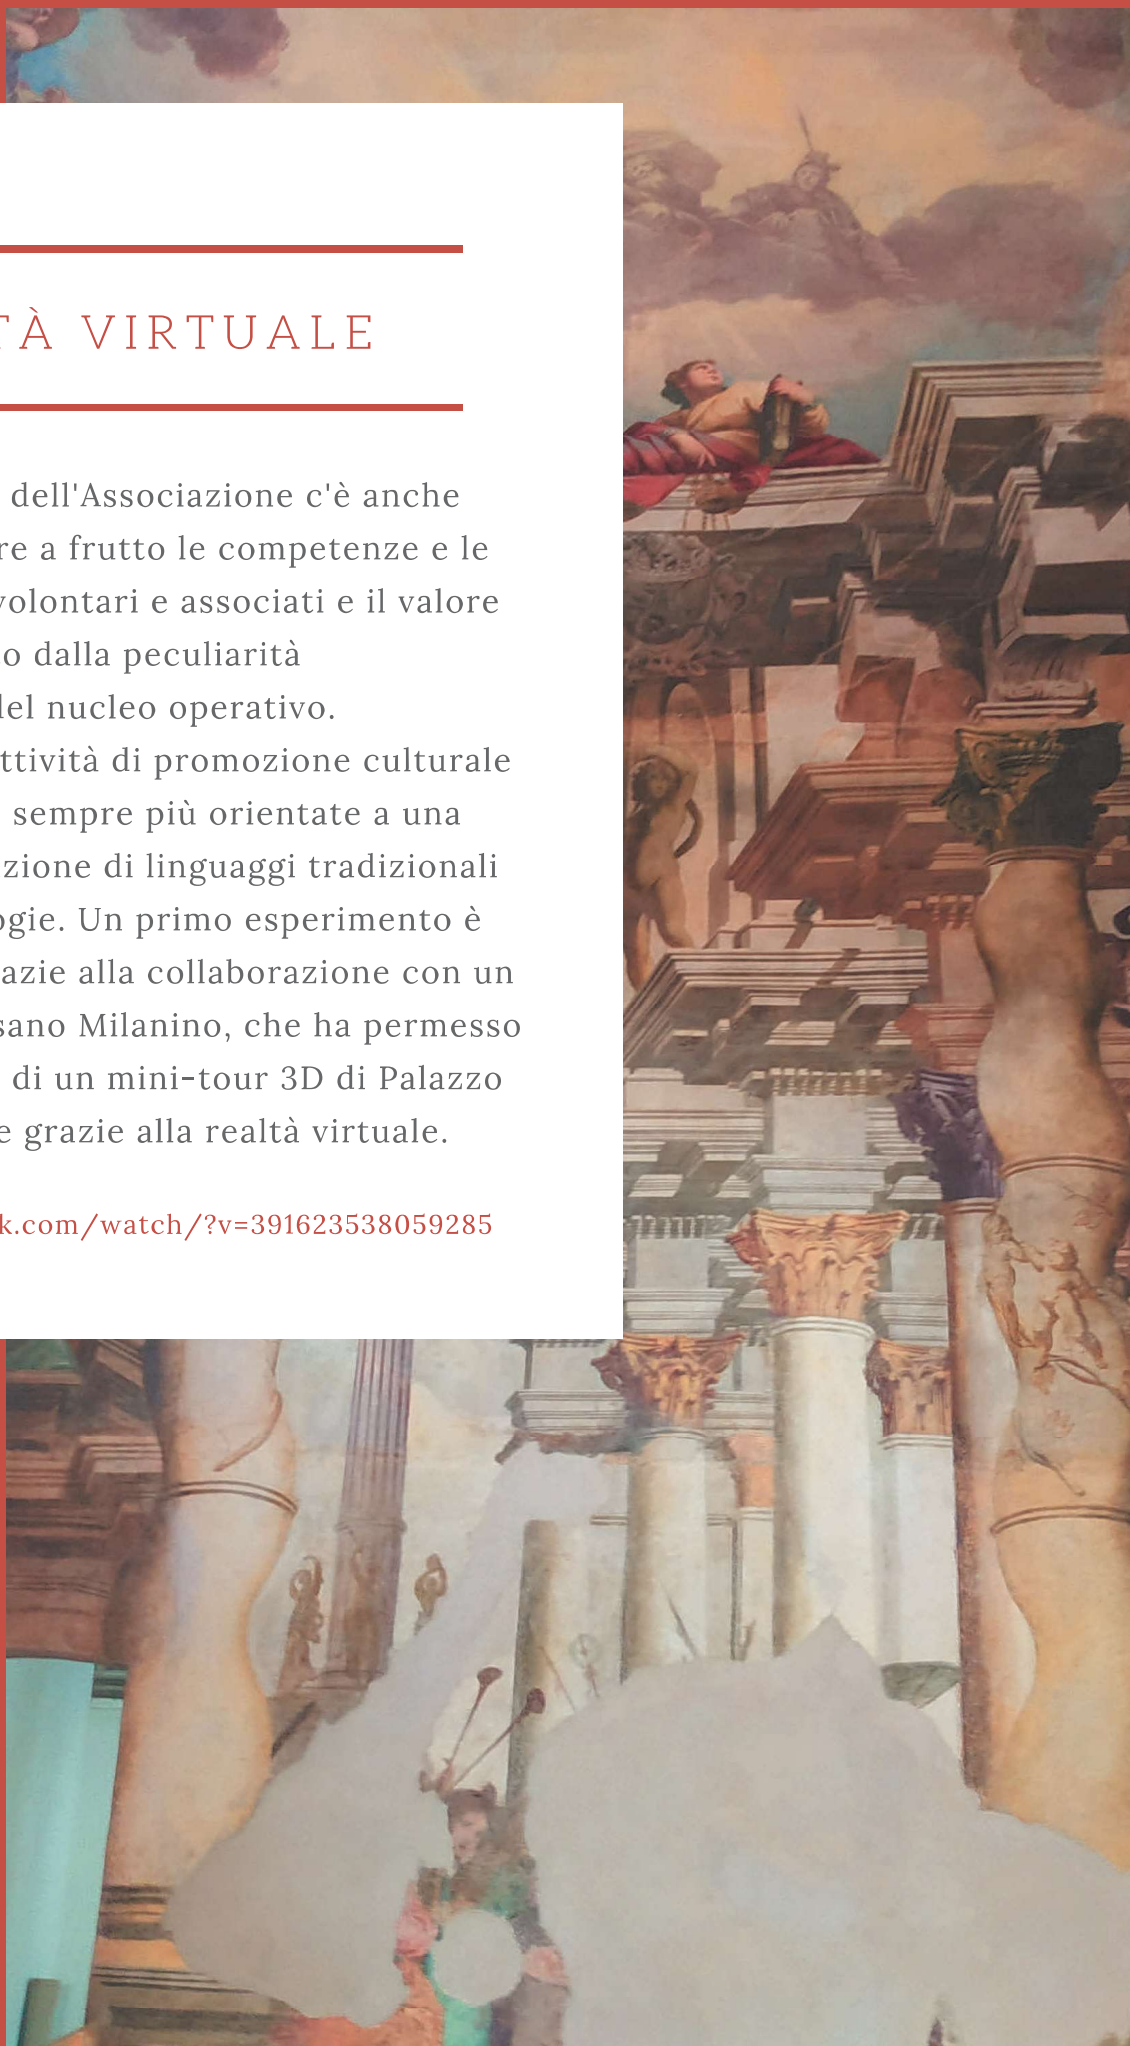 TÀ VIRTUALE
dell'Associazione c'è anche
re a frutto le competenze e le
volontari e associati e il valore
o dalla peculiarità
del nucleo operativo.
ttività di promozione culturale
sempre più orientate a una
zione di linguaggi tradizionali
ogie. Un primo esperimento è
azie alla collaborazione con un
sano Milanino, che ha permesso
di un mini-tour 3D di Palazzo
e grazie alla realtà virtuale.
k.com/watch/?v=391623538059285